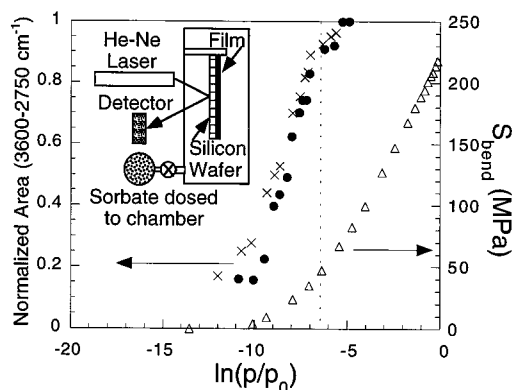 He-Ne
Laser
Film
Detector
Silicon
Wafer
Sorbate dosed
to chamber
Normalized Area (3600-2750 cm⁻¹)
1
0.8
0.6
0.4
0.2
0
250
200
150
100
50
0
S_bend (MPa)
-20
-15
-10
-5
0
ln(p/p₀)